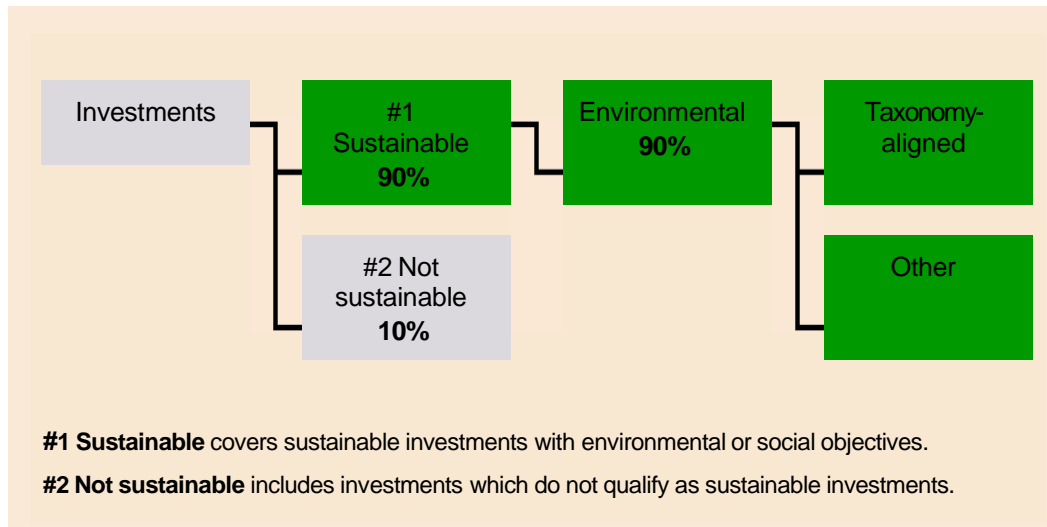 Investments
#1
Sustainable
90%
Environmental
90%
Taxonomy-
aligned
#2 Not
sustainable
10%
Other
#1 Sustainable covers sustainable investments with environmental or social objectives.
#2 Not sustainable includes investments which do not qualify as sustainable investments.